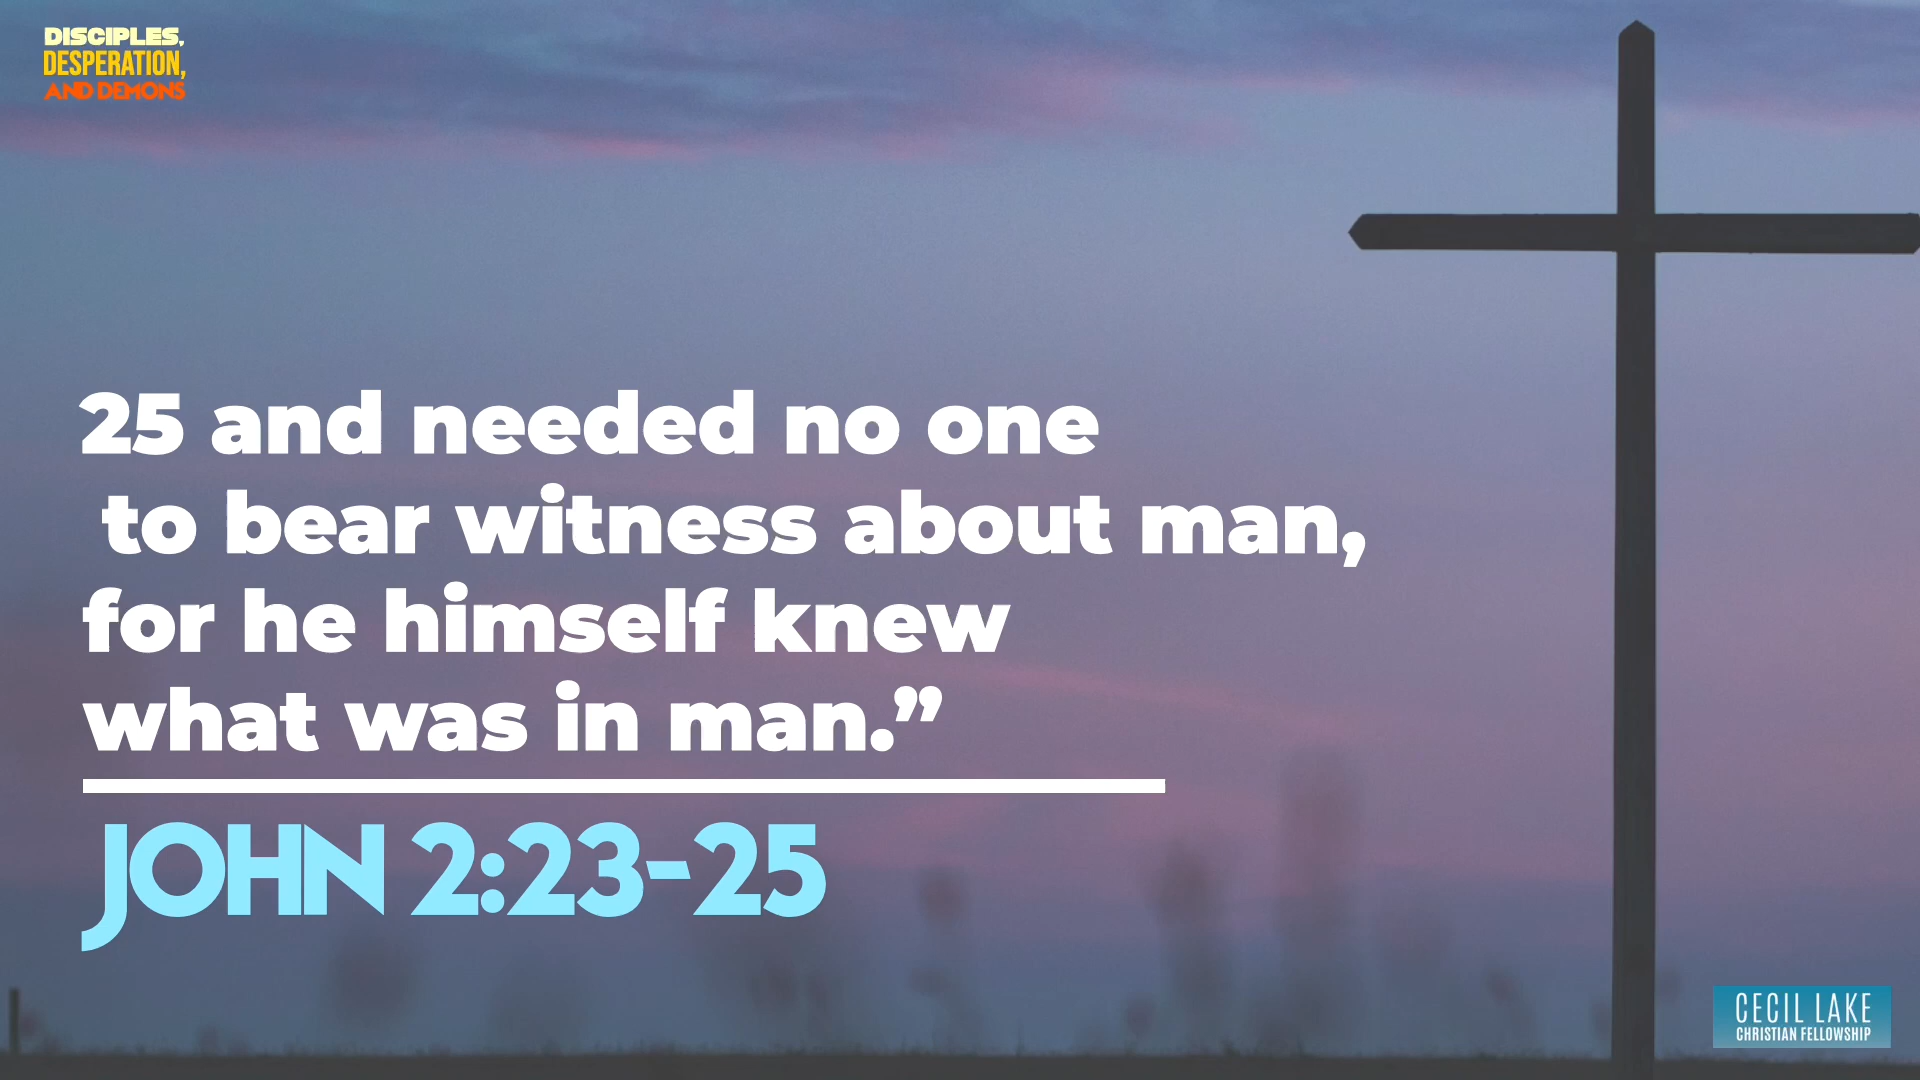 DISCIPLES,
DESPERATION,
AND DEMONS
25 and needed no one
to bear witness about man,
for he himself knew
what was in man.”
JOHN 2:23-25
CECIL LAKE
CHRISTIAN FELLOWSHIP